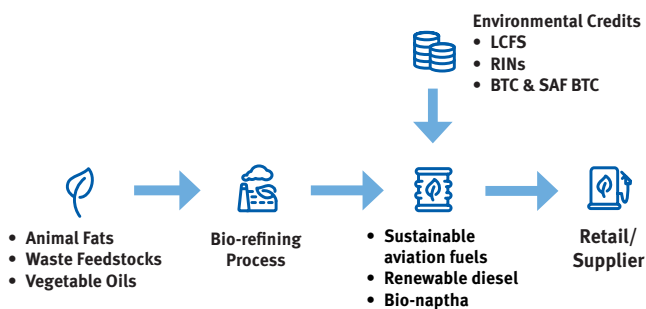 Environmental Credits
• LCFS
• RINs
• BTC & SAF BTC
• Animal Fats
• Waste Feedstocks
• Vegetable Oils
Bio-refining
Process
• Sustainable
aviation fuels
• Renewable diesel
• Bio-naptha
Retail/
Supplier